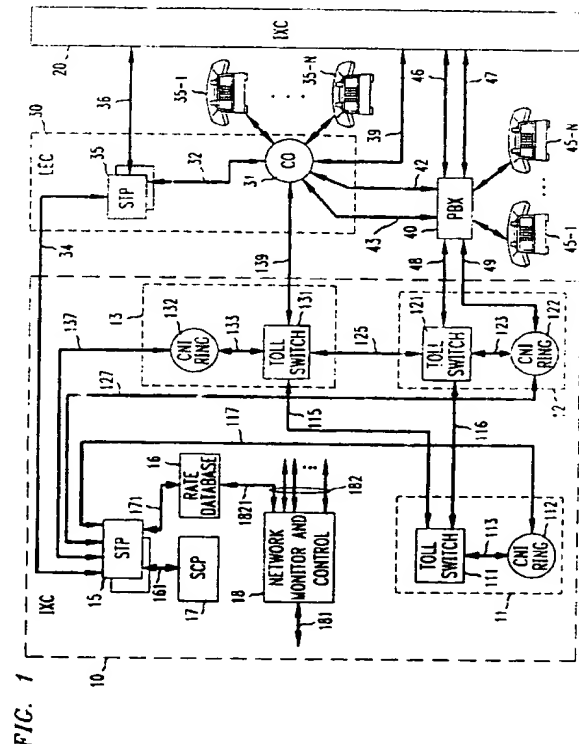 FIG. 1
10
IXC
15
STP
34
137
127
117
171
16
RATE
DATABASE
161
17
SCP
1821
182
18
NETWORK
MONITOR AND
CONTROL
181
13
132
CNI
RING
133
131
TOLL
SWITCH
139
115
125
116
121
TOLL
SWITCH
123
122
CNI
RING
12
111
TOLL
SWITCH
113
112
CNI
RING
11
30
LEC
35
STP
36
32
31
CO
35-1
35-N
39
43
42
48
49
40
PBX
46
47
45-1
45-N
20
IXC